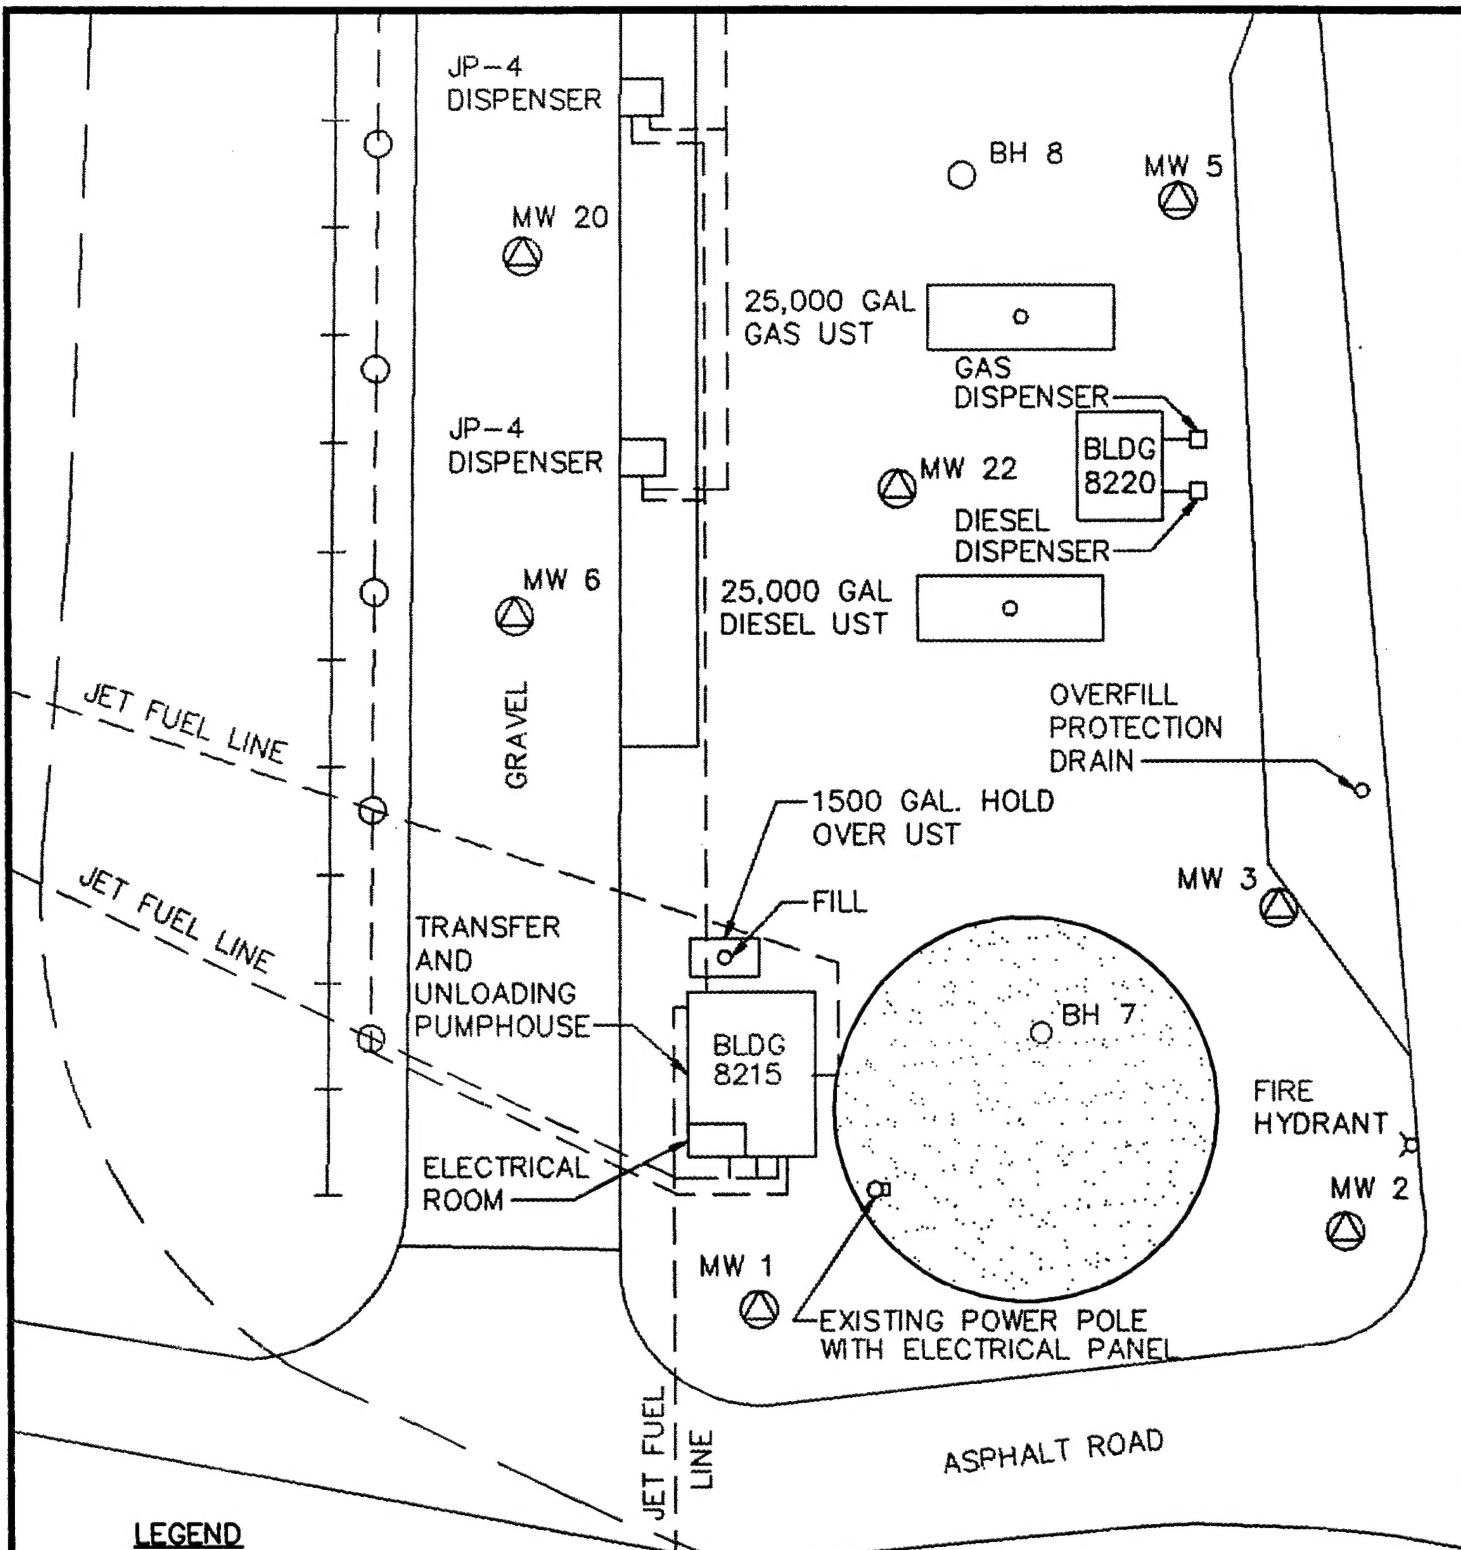 JP-4
DISPENSER
BH 8
MW 5
MW 20
25,000 GAL
GAS UST
GAS
DISPENSER
JP-4
DISPENSER
BLDG
8220
MW 22
DIESEL
DISPENSER
MW 6
25,000 GAL
DIESEL UST
JET FUEL LINE
GRAVEL
OVERFILL
PROTECTION
DRAIN
1500 GAL. HOLD
OVER UST
MW 3
JET FUEL LINE
FILL
TRANSFER
AND
UNLOADING
PUMPHOUSE
BH 7
BLDG
8215
FIRE
HYDRANT
ELECTRICAL
ROOM
MW 2
MW 1
EXISTING POWER POLE
WITH ELECTRICAL PANEL
JET FUEL
LINE
ASPHALT ROAD
LEGEND